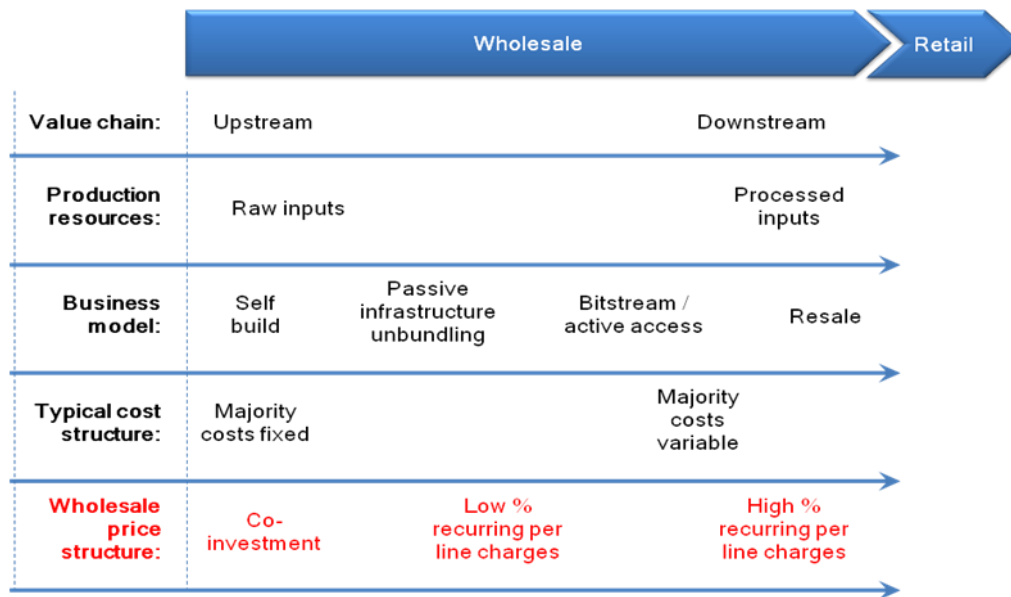 Wholesale
Retail
Value chain:
Upstream
Downstream
Production
resources:
Raw inputs
Processed
inputs
Business
model:
Self
build
Passive
infrastructure
unbundling
Bitstream /
active access
Resale
Typical cost
structure:
Majority
costs fixed
Majority
costs
variable
Wholesale
price
structure:
Co-
investment
Low %
recurring per
line charges
High %
recurring per
line charges